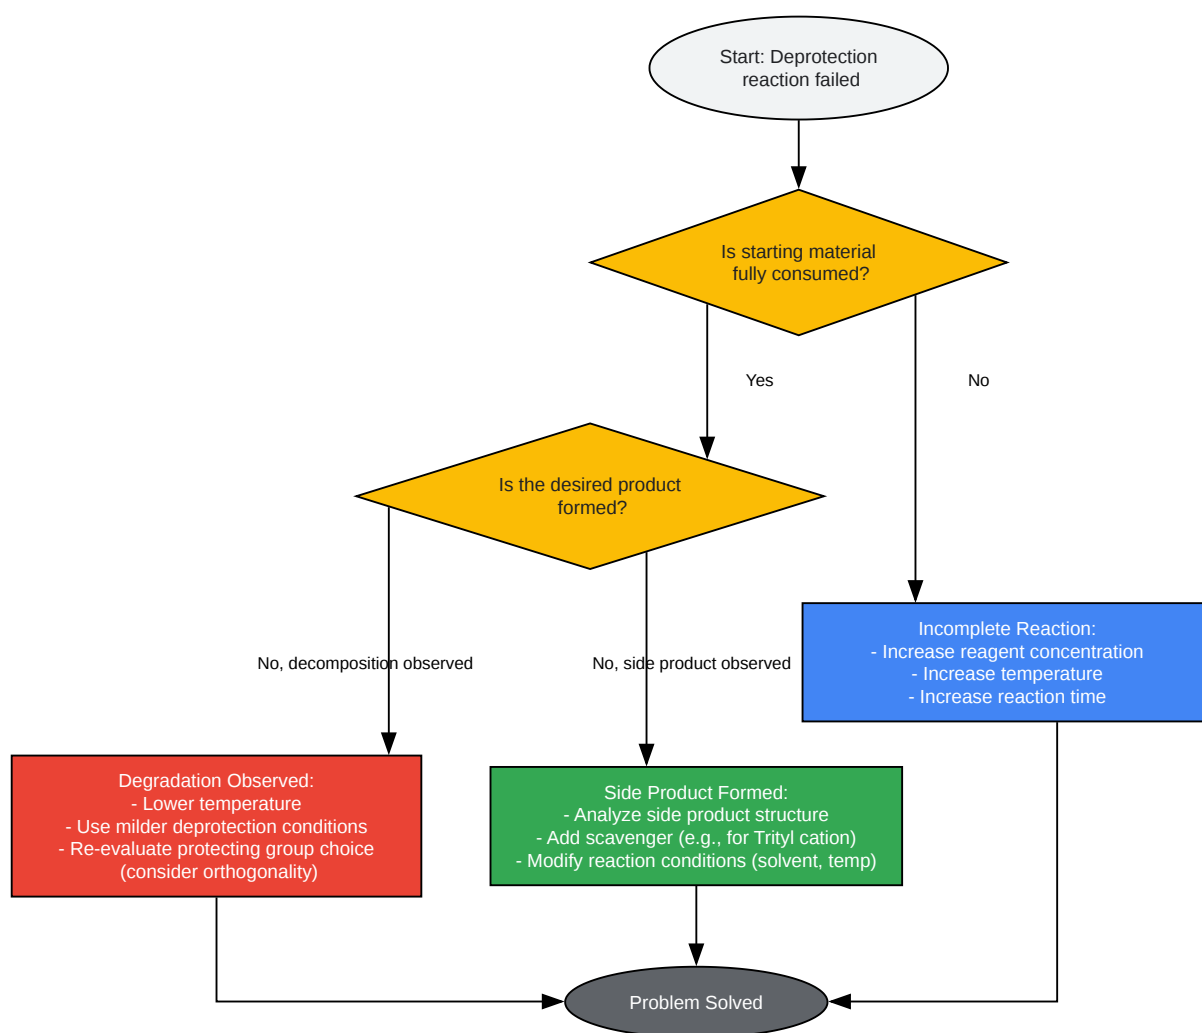 Start: Deprotection
reaction failed
Is starting material
fully consumed?
Yes
No
Is the desired product
formed?
No, decomposition observed
No, side product observed
Incomplete Reaction:
- Increase reagent concentration
- Increase temperature
- Increase reaction time
Degradation Observed:
- Lower temperature
- Use milder deprotection conditions
- Re-evaluate protecting group choice
(consider orthogonality)
Side Product Formed:
- Analyze side product structure
- Add scavenger (e.g., for Trityl cation)
- Modify reaction conditions (solvent, temp)
Problem Solved